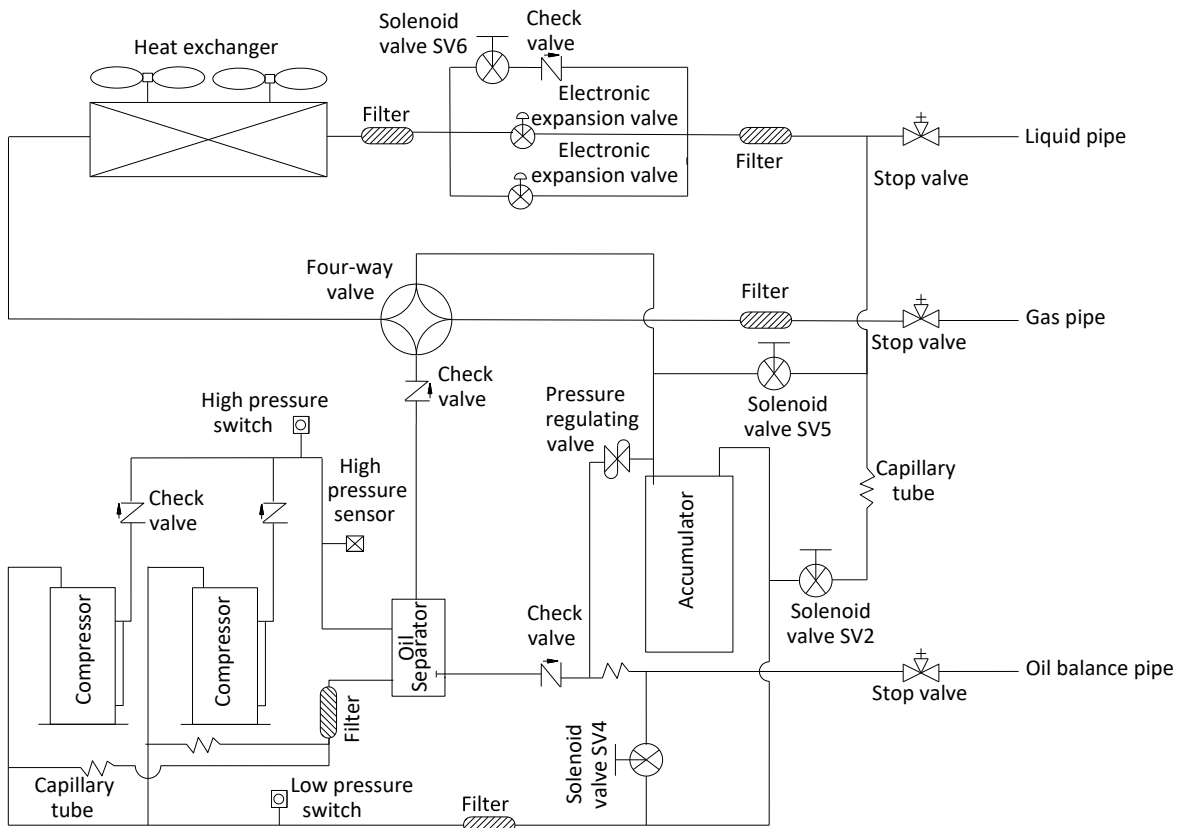 Heat exchanger
Solenoid
valve SV6
Check
valve
Filter
Electronic
expansion valve
Electronic
expansion valve
Filter
Stop valve
Liquid pipe
Four-way
valve
Filter
Stop valve
Gas pipe
Check
valve
High pressure
switch
Pressure
regulating
valve
Solenoid
valve SV5
High
pressure
sensor
Check
valve
Capillary
tube
Compressor
Compressor
Oil
Separator
Accumulator
Check
valve
Solenoid
valve SV2
Stop valve
Oil balance pipe
Filter
Solenoid
valve SV4
Capillary
tube
Low pressure
switch
Filter